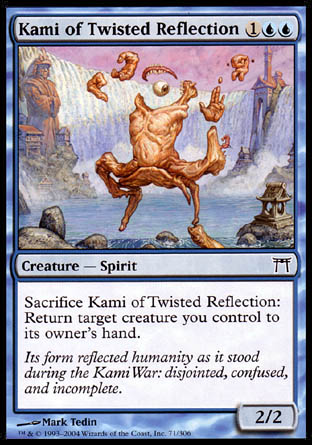 Kami of Twisted Reflection 1
Creature — Spirit
Sacrifice Kami of Twisted Reflection:
Return target creature you control to
its owner's hand.
Its form reflected humanity as it stood
during the Kami War: disjointed, confused,
and incomplete.
Mark Tedin
™ & © 1993–2004 Wizards of the Coast, Inc. 71/306
2/2